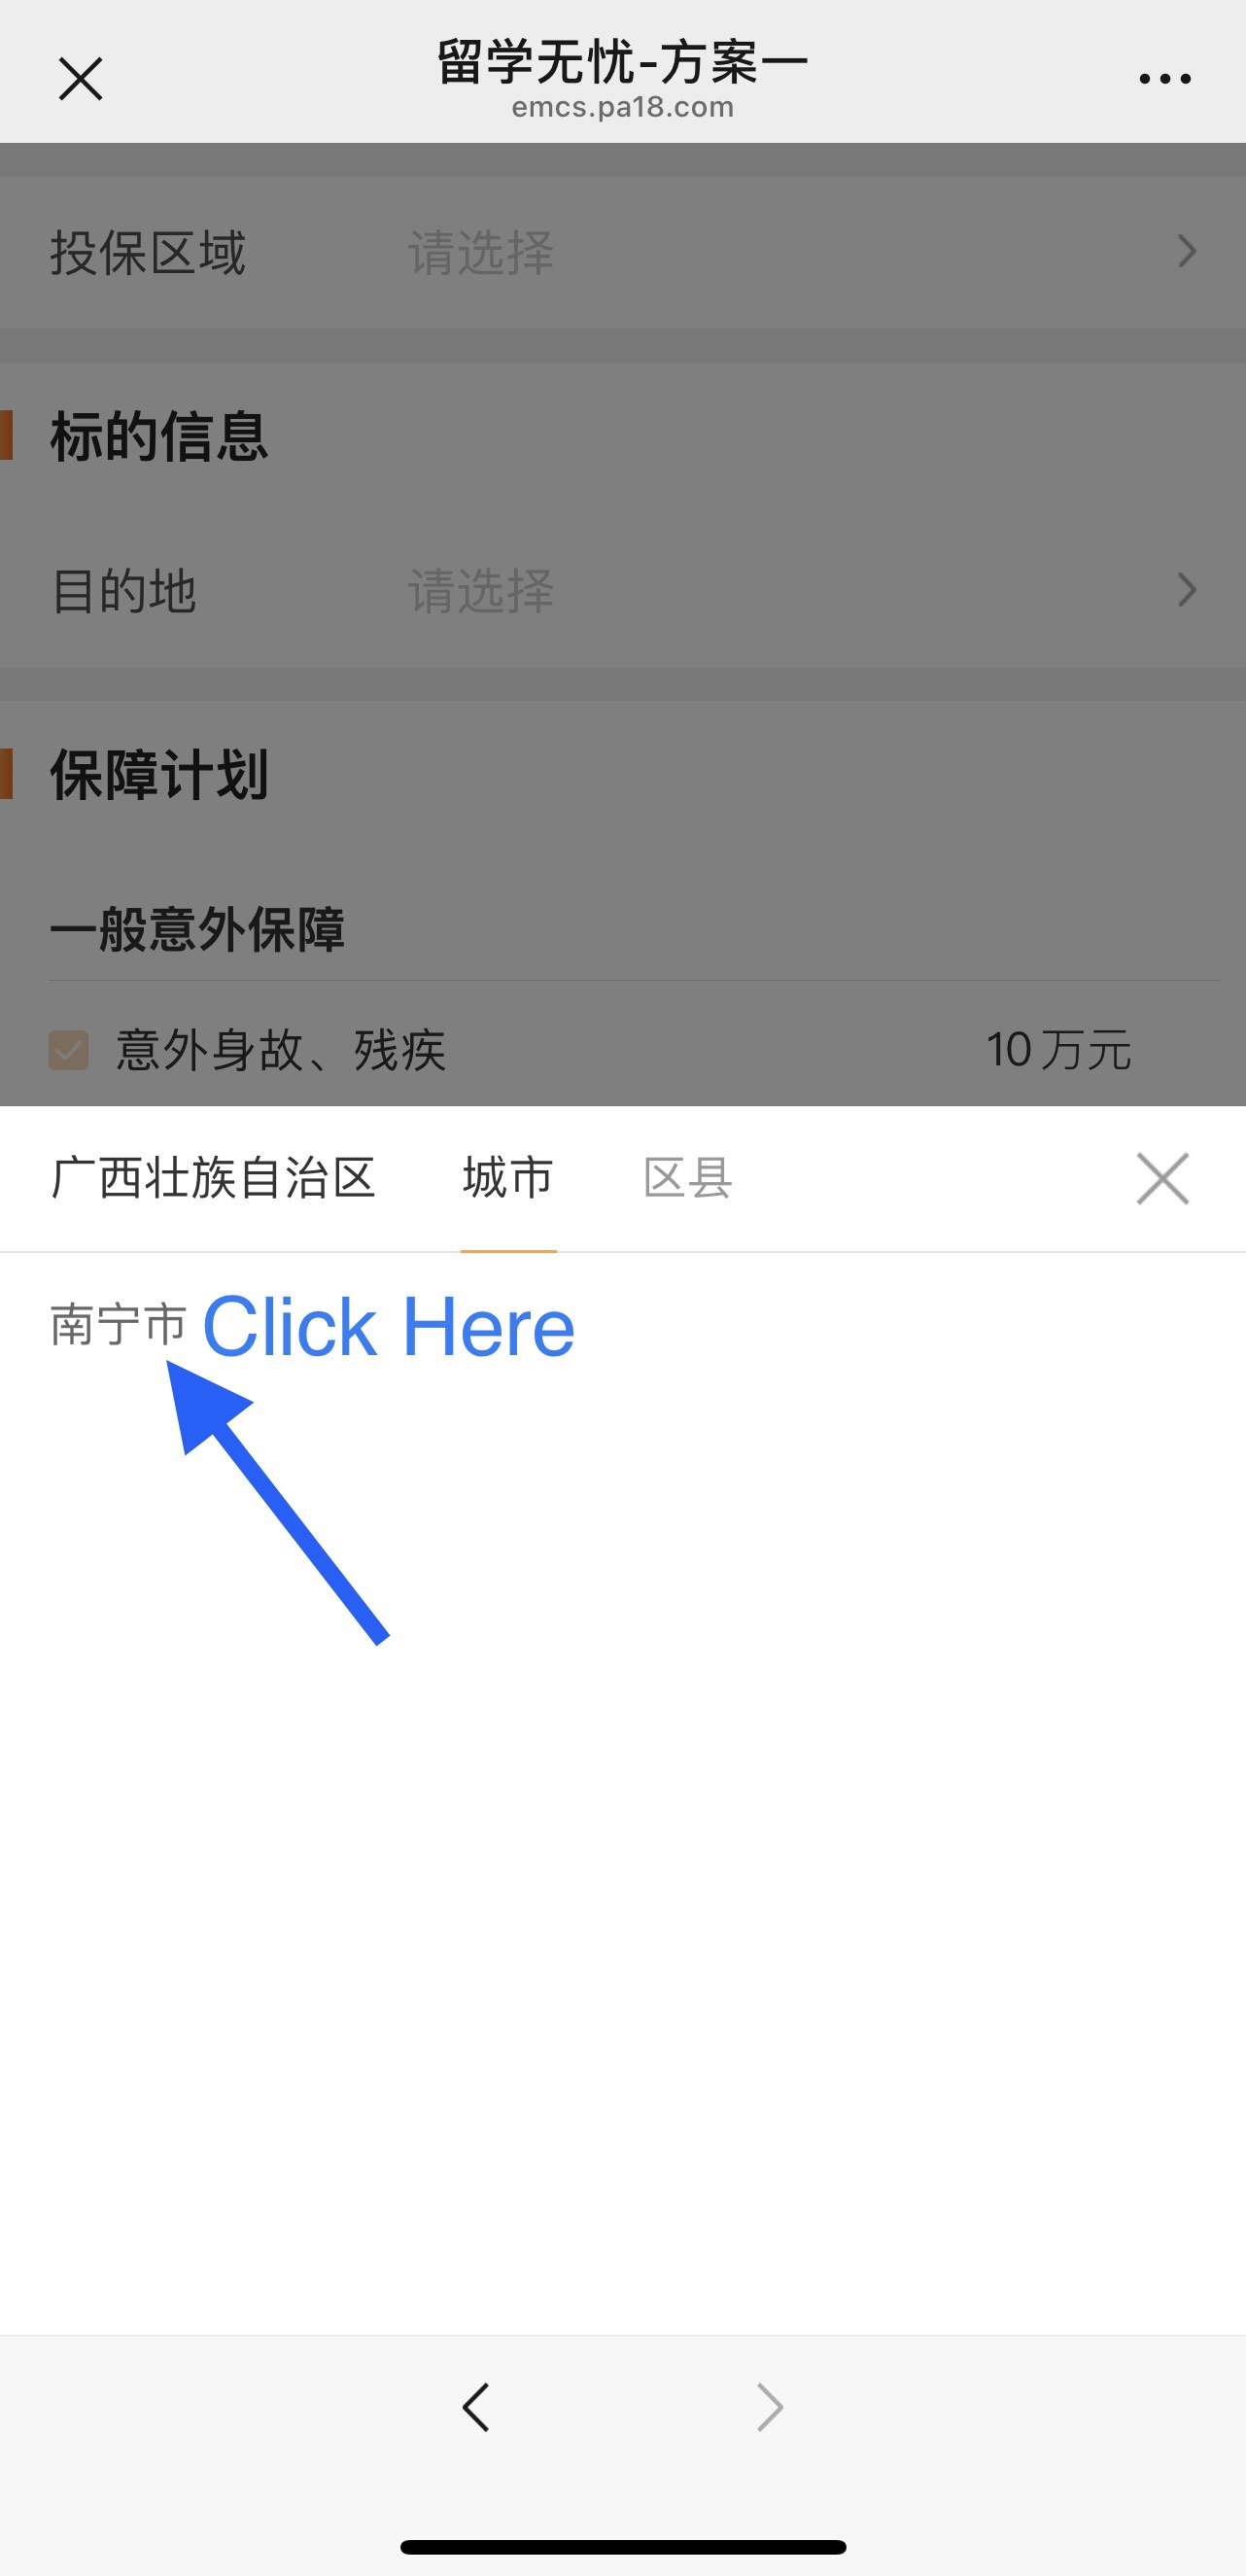 留学无忧-方案一
emcs.pa18.com
投保区域 请选择
标的信息
目的地 请选择
保障计划
一般意外保障
意外身故、残疾 10万元
广西壮族自治区 城市 区县
南宁市 Click Here